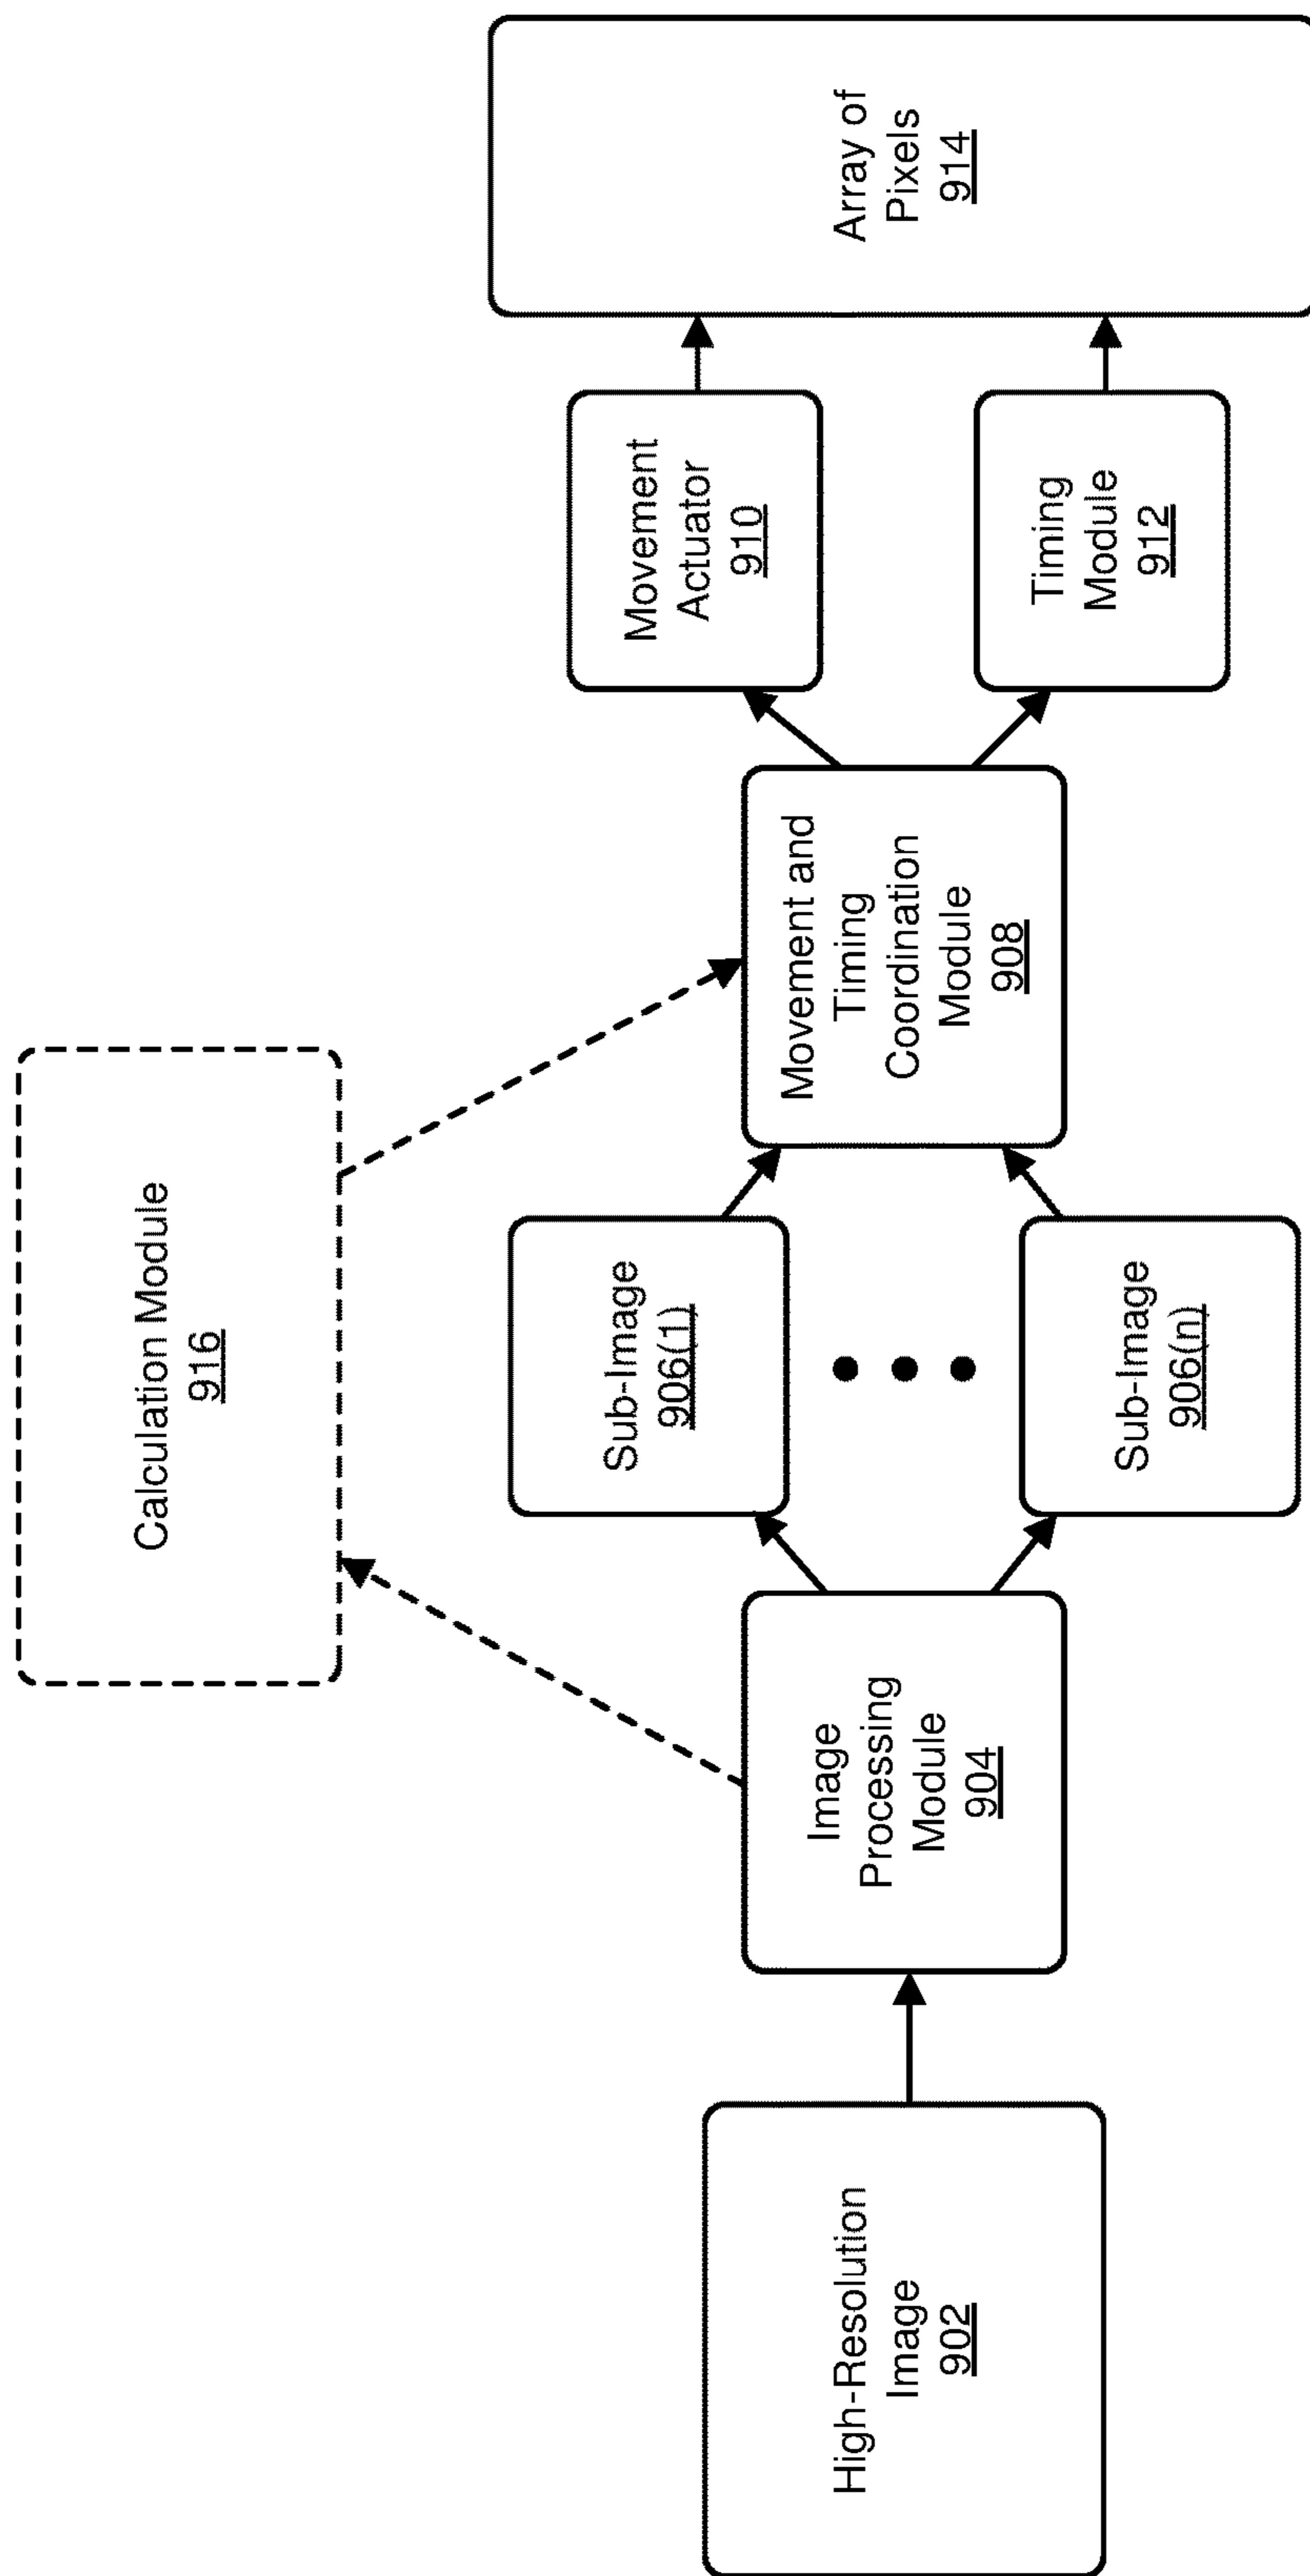 Calculation Module
916
High-Resolution
Image
902
Image
Processing
Module
904
Sub-Image
906(1)
Sub-Image
906(n)
Movement and
Timing
Coordination
Module
908
Movement
Actuator
910
Timing
Module
912
Array of
Pixels
914